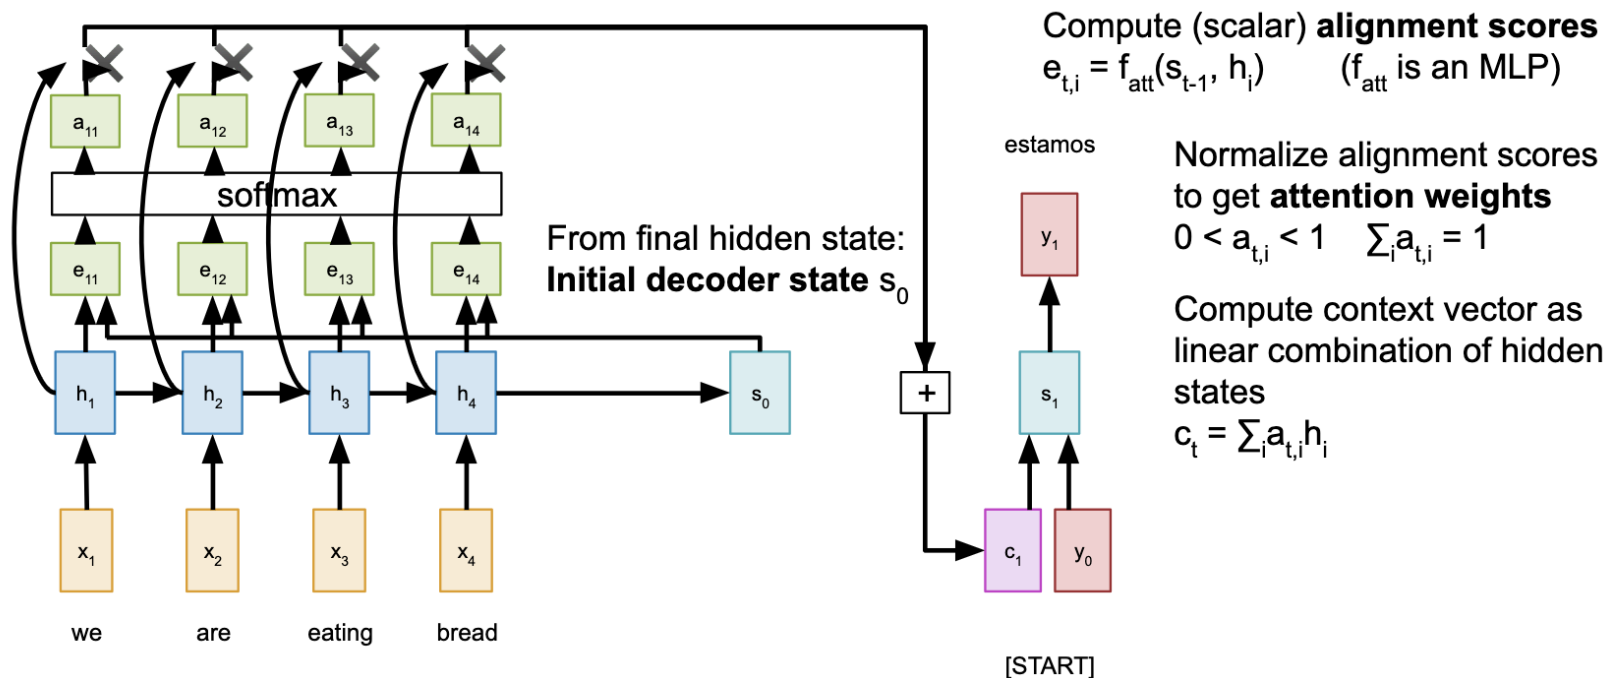 Compute (scalar) alignment scores
e_{t,i} = f_{att}(s_{t-1}, h_i) (f_{att} is an MLP)
a_{11} a_{12} a_{13} a_{14}
softmax
e_{11} e_{12} e_{13} e_{14}
From final hidden state:
Initial decoder state s_0
h_1 h_2 h_3 h_4 s_0
x_1 x_2 x_3 x_4
we are eating bread
+
estamos
y_1
s_1
c_1 y_0
[START]
Normalize alignment scores
to get attention weights
0 < a_{t,i} < 1 ∑_i a_{t,i} = 1
Compute context vector as
linear combination of hidden
states
c_t = ∑_i a_{t,i}h_i